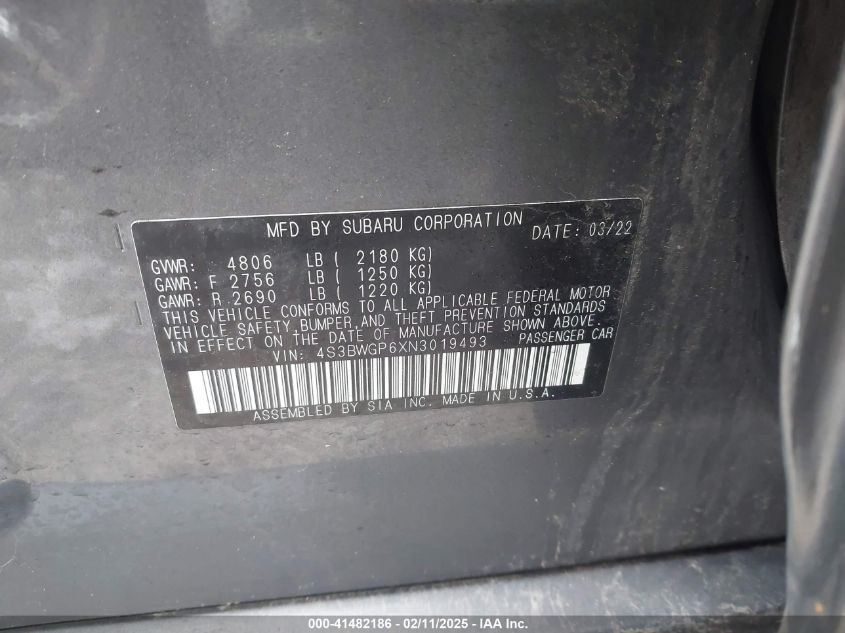 MFD BY SUBARU CORPORATION DATE: 03/22
GVWR: 4806 LB ( 2180 KG)
GAWR: F 2756 LB ( 1250 KG)
GAWR: R 2690 LB ( 1220 KG)
THIS VEHICLE CONFORMS TO ALL APPLICABLE FEDERAL MOTOR
VEHICLE SAFETY, BUMPER, AND THEFT PREVENTION STANDARDS
IN EFFECT ON THE DATE OF MANUFACTURE SHOWN ABOVE.
VIN: 4S3BWGP6XN3019493 PASSENGER CAR
ASSEMBLED BY SIA INC. MADE IN U.S.A.
000-41482186 - 02/11/2025 - IAA Inc.